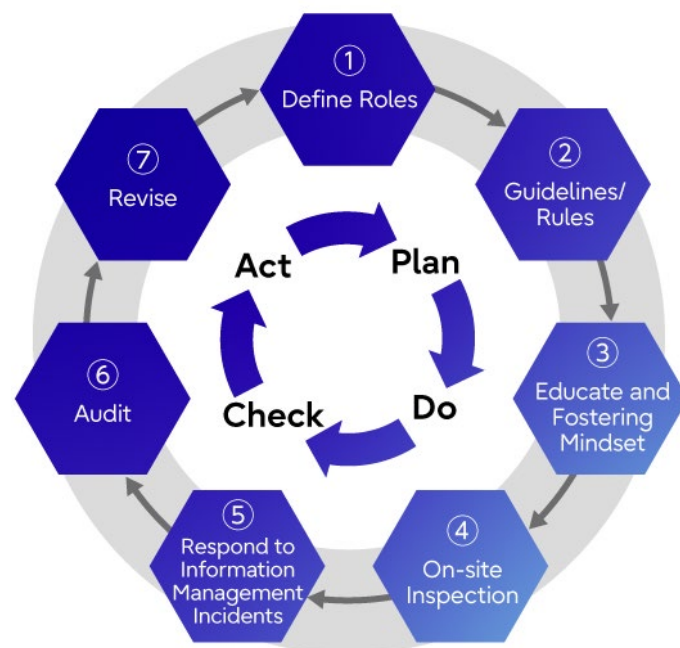 ①
Define Roles
②
Guidelines/
Rules
③
Educate and
Fostering
Mindset
④
On-site
Inspection
⑤
Respond to
Information
Management
Incidents
⑥
Audit
⑦
Revise
Plan
Do
Check
Act